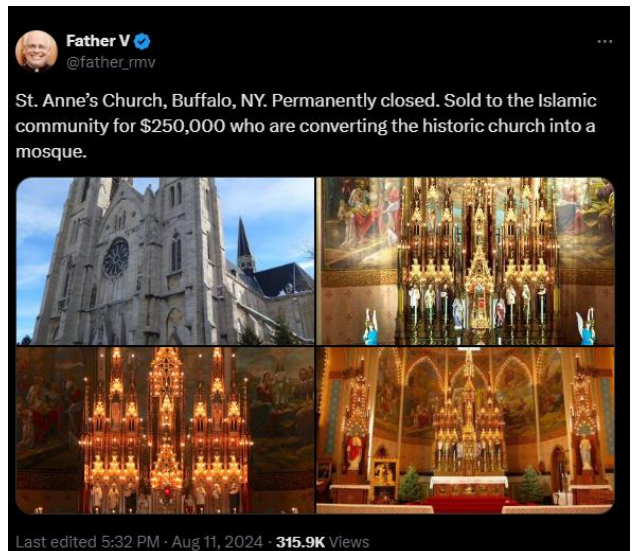 Father V
@father_rmv
St. Anne's Church, Buffalo, NY. Permanently closed. Sold to the Islamic
community for $250,000 who are converting the historic church into a
mosque.
Last edited 5:32 PM · Aug 11, 2024 · 315.9K Views